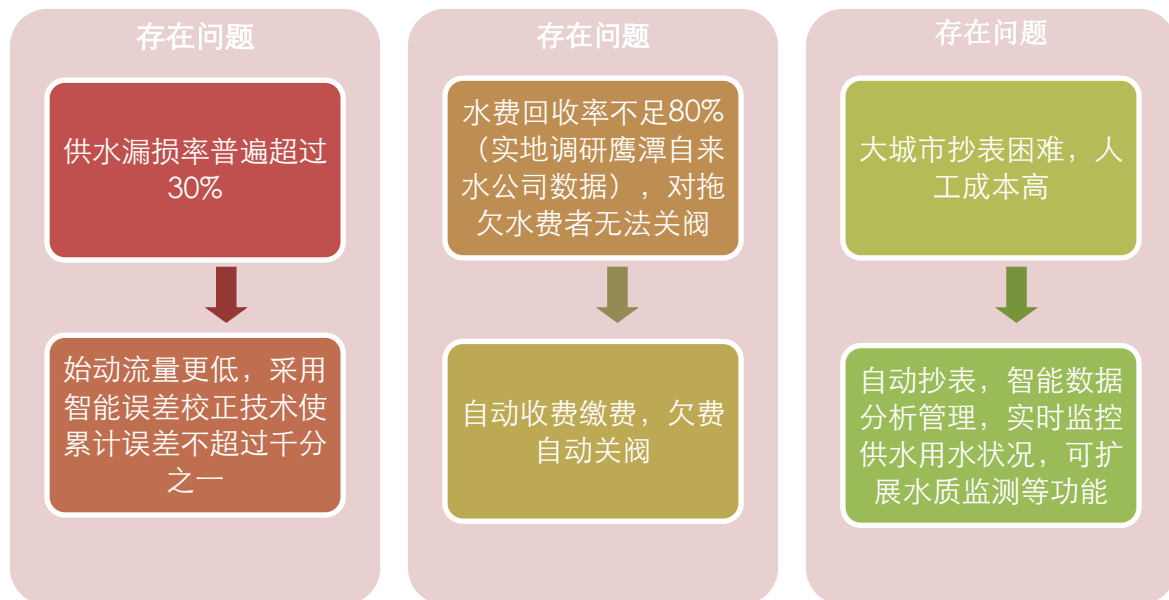 存在问题
供水漏损率普遍超过
30%
始动流量更低，采用
智能误差校正技术使
累计误差不超过千分
之一
存在问题
水费回收率不足80%
（实地调研鹰潭自来
水公司数据），对拖
欠水费者无法关阀
自动收费缴费，欠费
自动关阀
存在问题
大城市抄表困难，人
工成本高
自动抄表，智能数据
分析管理，实时监控
供水用水状况，可扩
展水质监测等功能